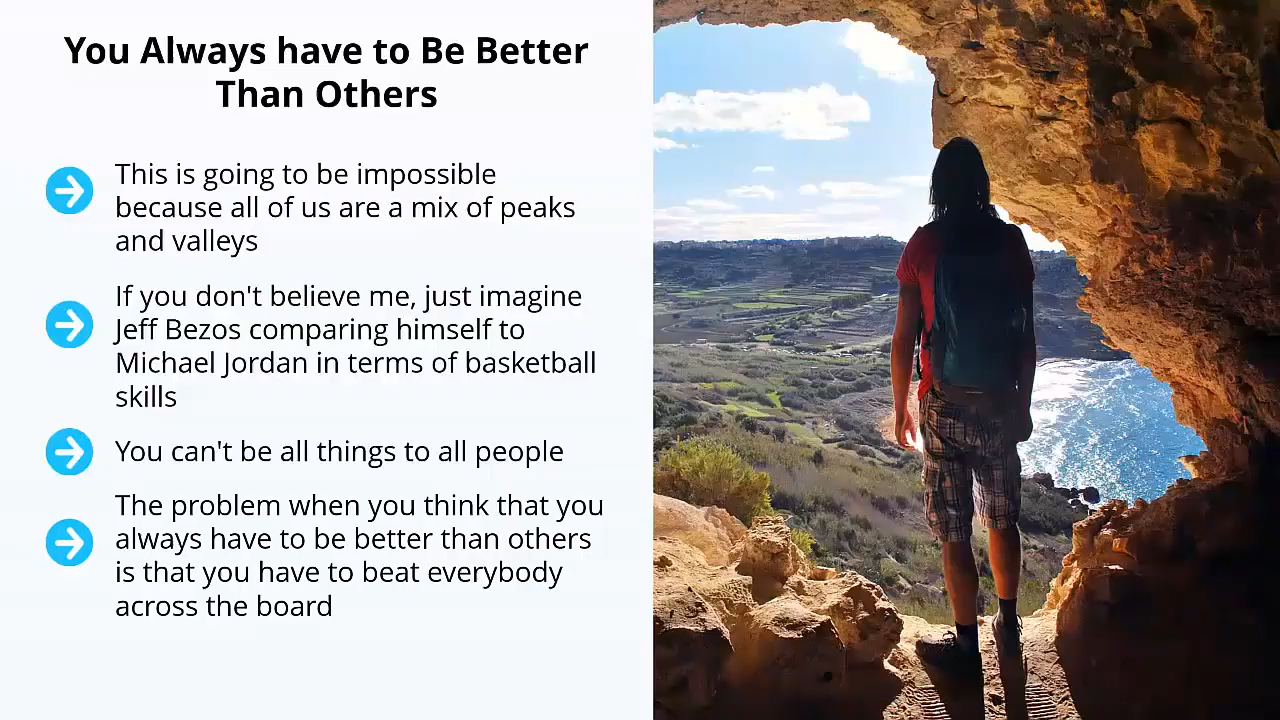 You Always have to Be Better
Than Others
This is going to be impossible
because all of us are a mix of peaks
and valleys
If you don't believe me, just imagine
Jeff Bezos comparing himself to
Michael Jordan in terms of basketball
skills
You can't be all things to all people
The problem when you think that you
always have to be better than others
is that you have to beat everybody
across the board